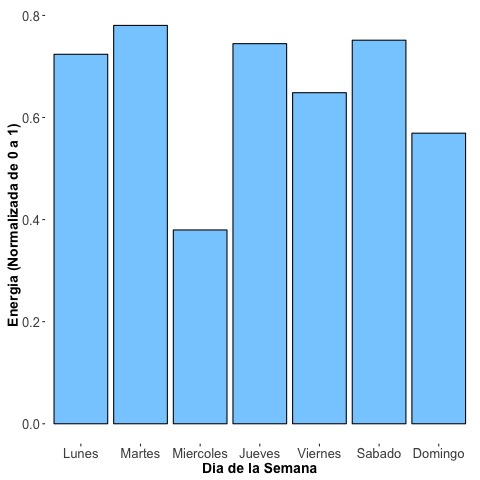 Energia (Normalizada de 0 a 1)
0.8
0.6
0.4
0.2
0.0
Lunes Martes Miercoles Jueves Viernes Sabado Domingo
Dia de la Semana